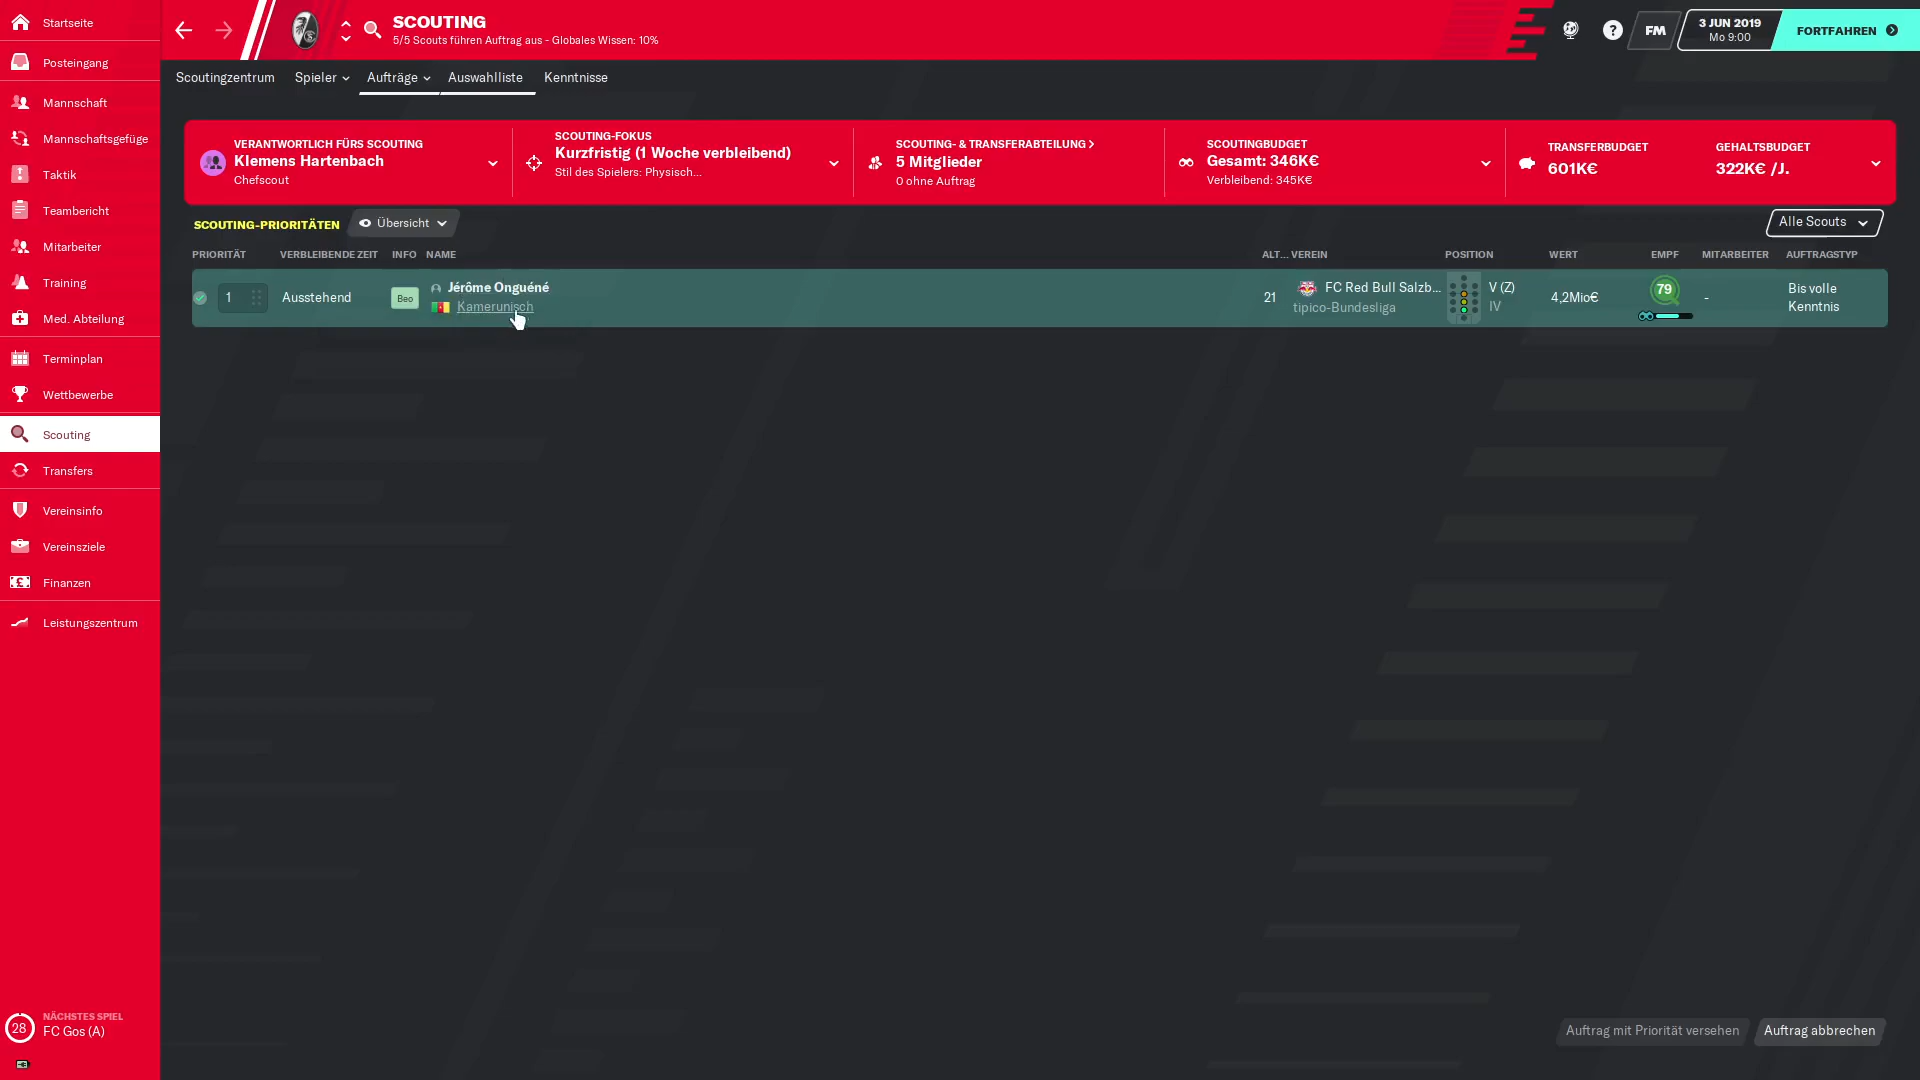 Startseite
Posteingang
Mannschaft
Mannschaftsgefüge
Taktik
Teambericht
Mitarbeiter
Training
Med. Abteilung
Terminplan
Wettbewerbe
Scouting
Transfers
Vereinsinfo
Vereinsziele
Finanzen
Leistungszentrum
28
NÄCHSTES SPIEL
FC Gos (A)
SCOUTING
5/5 Scouts führen Auftrag aus - Globales Wissen: 10%
?
FM
3 JUN 2019
Mo 9:00
FORTFAHREN
Scoutingzentrum
Spieler
Aufträge
Auswahlliste
Kenntnisse
VERANTWORTLICH FÜRS SCOUTING
Klemens Hartenbach
Chefscout
SCOUTING-FOKUS
Kurzfristig (1 Woche verbleibend)
Stil des Spielers: Physisch...
SCOUTING- & TRANSFERABTEILUNG >
5 Mitglieder
0 ohne Auftrag
SCOUTINGBUDGET
Gesamt: 346K€
Verbleibend: 345K€
TRANSFERBUDGET
601K€
GEHALTSBUDGET
322K€ /J.
SCOUTING-PRIORITÄTEN
Übersicht
Alle Scouts
PRIORITÄT VERBLEIBENDE ZEIT INFO NAME ALT... VEREIN POSITION WERT EMPF MITARBEITER AUFTRAGSTYP
1
Ausstehend
Beo
Jérôme Onguéné
Kamerunisch
21
FC Red Bull Salzb...
tipico-Bundesliga
V (Z)
IV
4,2Mio€
79
-
Bis volle
Kenntnis
Auftrag mit Priorität versehen
Auftrag abbrechen